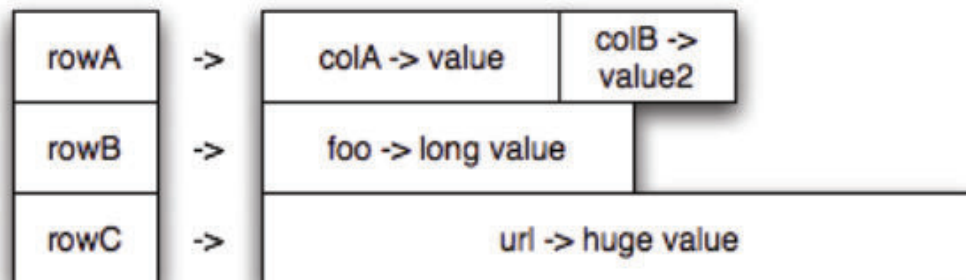 rowA -> colA -> value colB ->
value2
rowB -> foo -> long value
rowC -> url -> huge value